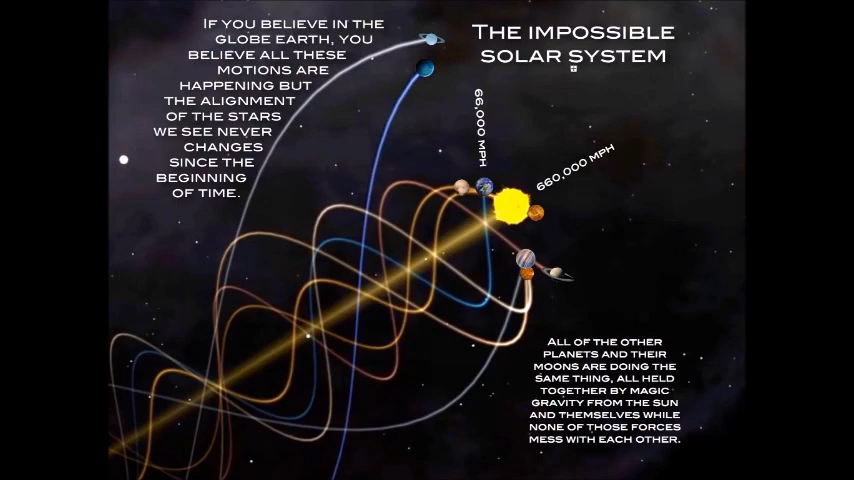 IF YOU BELIEVE IN THE
GLOBE EARTH, YOU
BELIEVE ALL THESE
MOTIONS ARE
HAPPENING BUT
THE ALIGNMENT
OF THE STARS
WE SEE NEVER
CHANGES
SINCE THE
BEGINNING
OF TIME.
THE IMPOSSIBLE
SOLAR SYSTEM
66,000 MPH
660,000 MPH
ALL OF THE OTHER
PLANETS AND THEIR
MOONS ARE DOING THE
SAME THING, ALL HELD
TOGETHER BY MAGIC
GRAVITY FROM THE SUN
AND THEMSELVES WHILE
NONE OF THOSE FORCES
MESS WITH EACH OTHER.